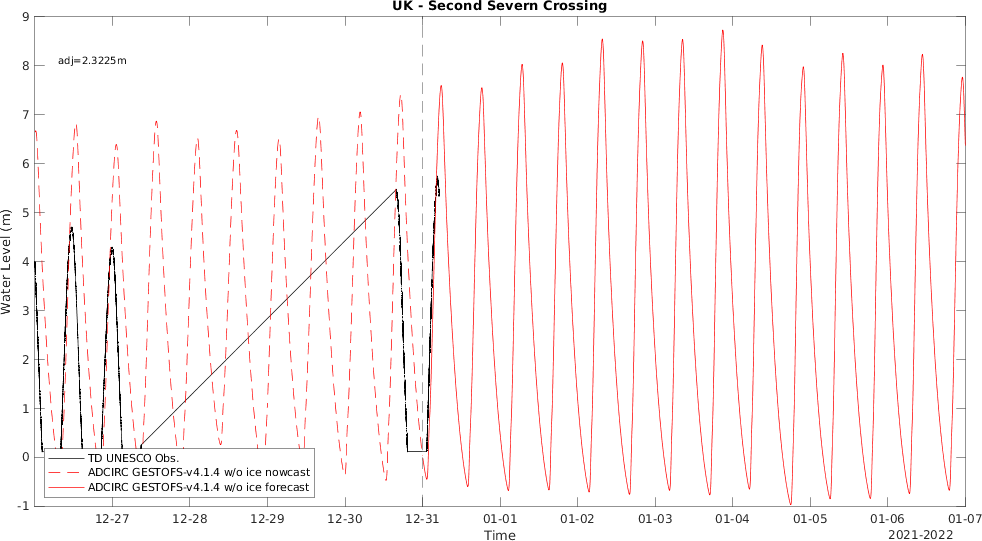 UK - Second Severn Crossing
adj=2.3225m
9
8
7
6
5
4
3
2
1
0
-1
Water Level (m)
TD UNESCO Obs.
ADCIRC GESTOFS-v4.1.4 w/o ice nowcast
ADCIRC GESTOFS-v4.1.4 w/o ice forecast
12-27 12-28 12-29 12-30 12-31 01-01 01-02 01-03 01-04 01-05 01-06 01-07
Time
2021-2022